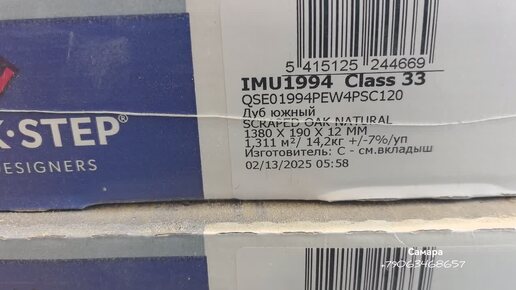 5 415125 244669
IMU1994 Class 33
QSE01994PEW4PSC120
Дуб южный
SCRAPED OAK NATURAL
1380 X 190 X 12 MM
1,311 м²/ 14,2кг +/-7%/уп
Изготовитель: С - см.вкладыш
02/13/2025 05:58
K·STEP®
DESIGNERS
Самара
+79063468657